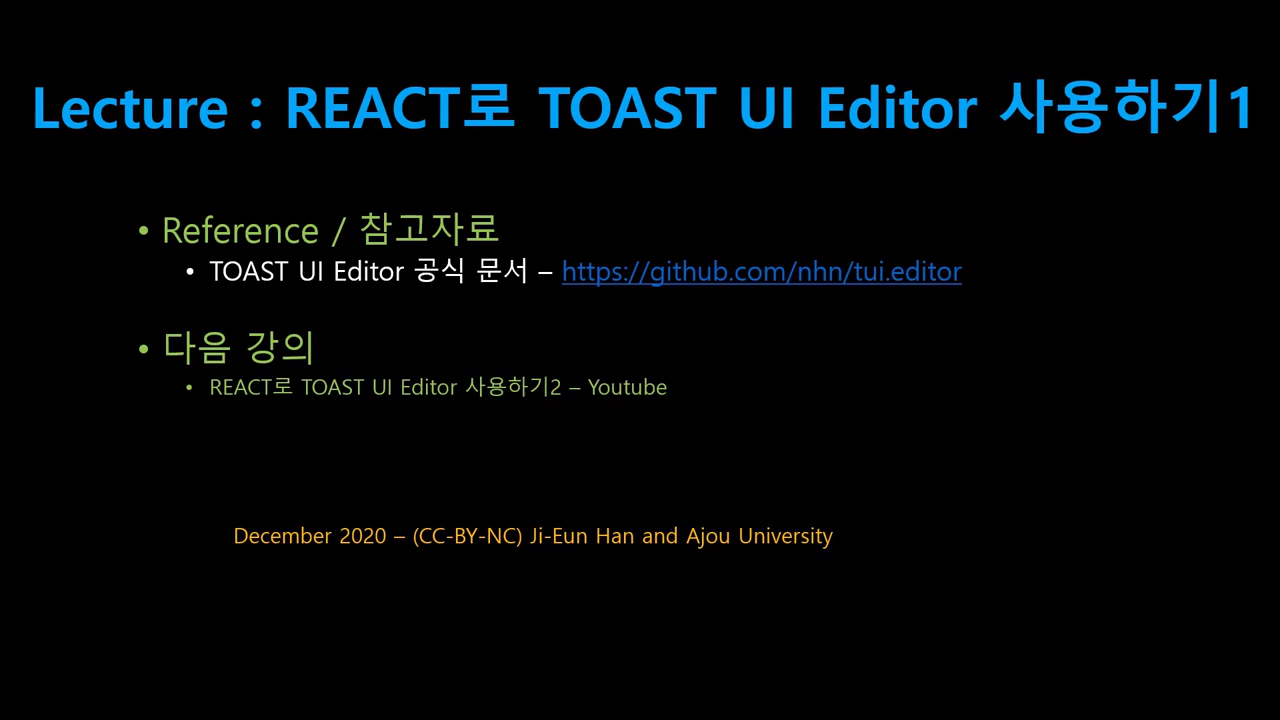 Lecture : REACT로 TOAST UI Editor 사용하기1
• Reference / 참고자료
• TOAST UI Editor 공식 문서 – https://github.com/nhn/tui.editor
• 다음 강의
• REACT로 TOAST UI Editor 사용하기2 – Youtube
December 2020 – (CC-BY-NC) Ji-Eun Han and Ajou University